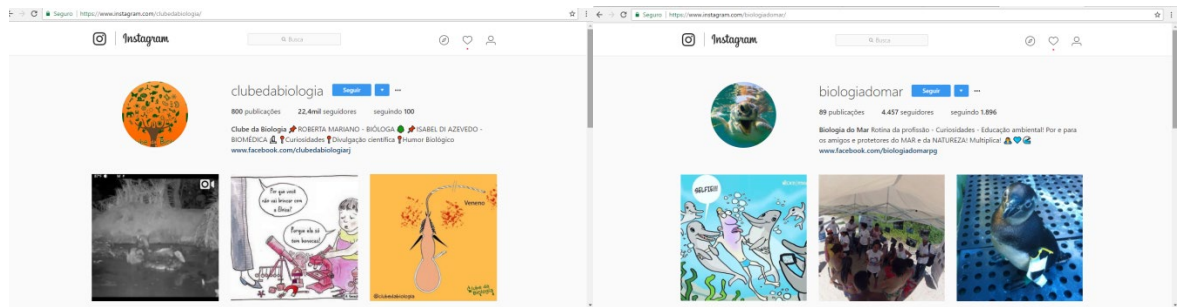 Seguro | https://www.instagram.com/clubedabiologia/
Instagram
Busca
clubedabiologia Seguir
800 publicações 22,4mil seguidores seguindo 100
Clube da Biologia 📌 ROBERTA MARIANO - BIÓLOGA 🌳 📌 ISABEL DI AZEVEDO -
BIOMÉDICA 🔬 📍Curiosidades 📍Divulgação científica 📍Humor Biológico
www.facebook.com/clubedabiologiarj
Por que você
não vai brincar com
a
Porque ela só
tem
Veneno
@clubedabiologia
Clube da
Biologia
Seguro | https://www.instagram.com/biologiadomar/
Instagram
Busca
biologiadomar Seguir
89 publicações 4.457 seguidores seguindo 1.896
Biologia do Mar Rotina da profissão - Curiosidades - Educação ambiental! Por e para
os amigos e protetores do MAR e da NATUREZA! Multiplica!
www.facebook.com/biologiadomarpg
SELFIE!!!